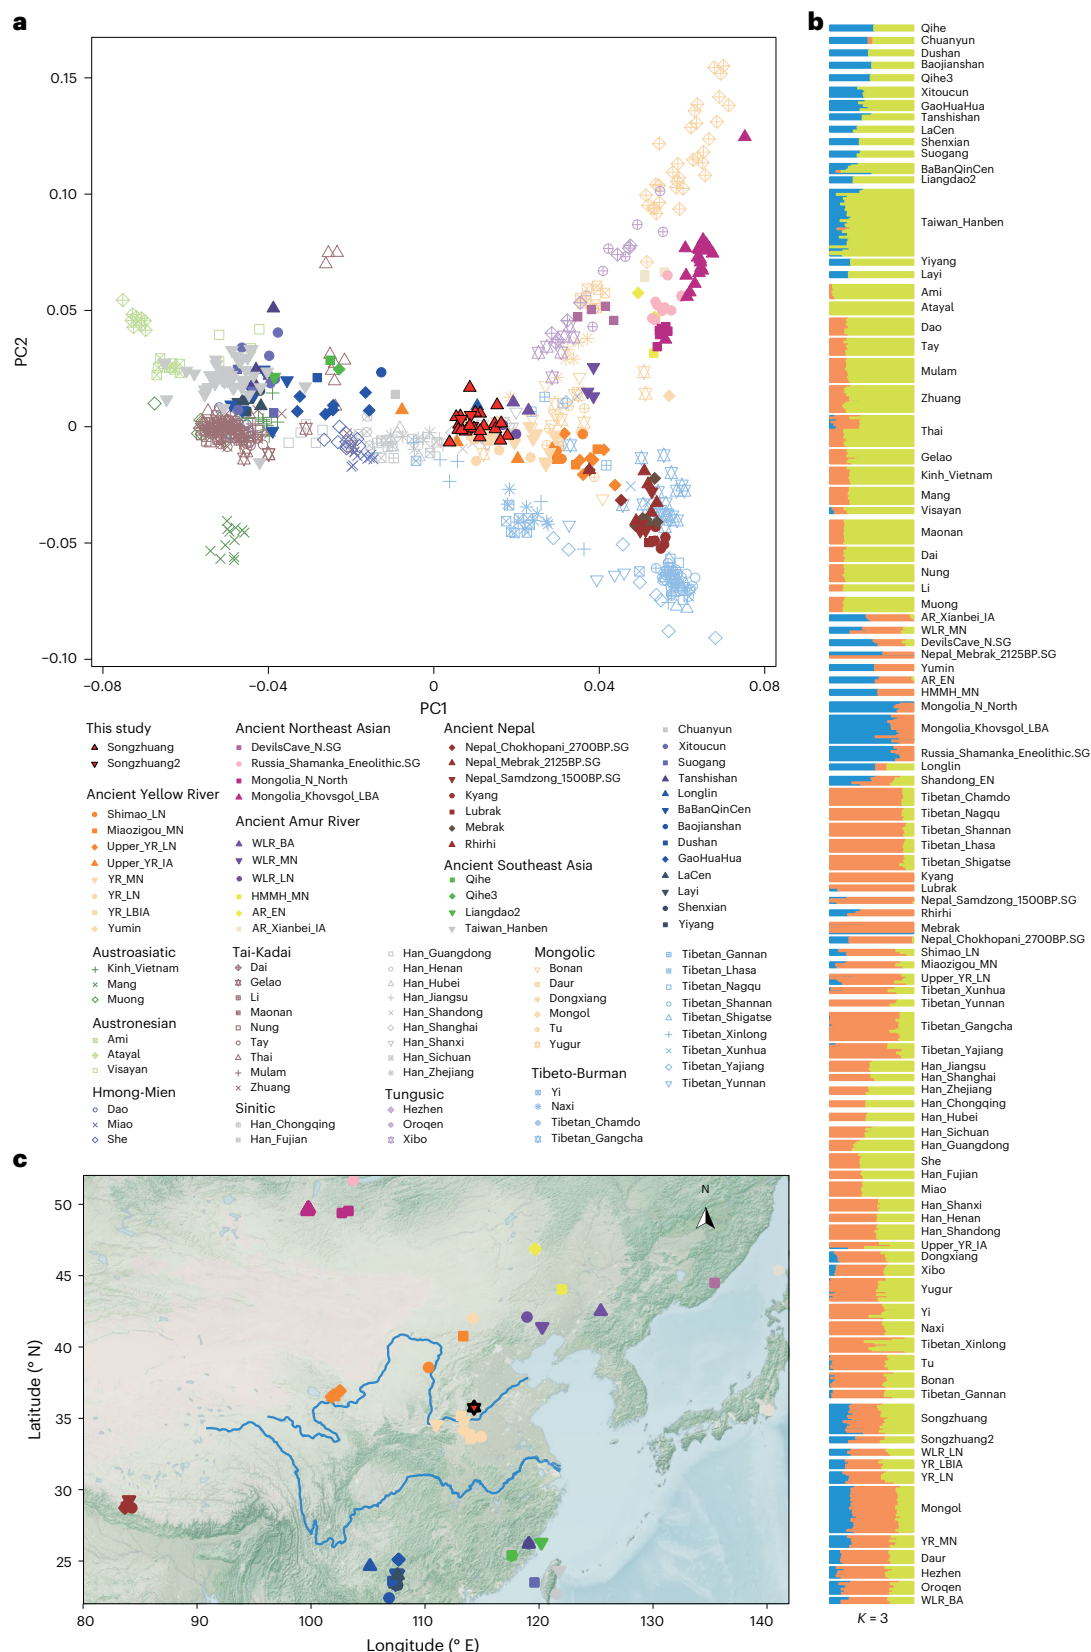 a
0.15
0.10
0.05
0
−0.05
−0.10
PC2
−0.08
−0.04
0
0.04
0.08
PC1
This study
Songzhuang
Songzhuang2
Ancient Yellow River
Shimao_LN
Miaozigou_MN
Upper_YR_LN
Upper_YR_IA
YR_MN
YR_LN
YR_LBIA
Yumin
Ancient Northeast Asian
DevilsCave_N.SG
Russia_Shamanka_Eneolithic.SG
Mongolia_N_North
Mongolia_Khovsgol_LBA
Ancient Amur River
WLR_BA
WLR_MN
WLR_LN
HMMH_MN
AR_EN
AR_Xianbei_IA
Ancient Nepal
Nepal_Chokhopani_2700BP.SG
Nepal_Mebrak_2125BP.SG
Nepal_Samdzong_1500BP.SG
Kyang
Lubrak
Mebrak
Rhirhi
Ancient Southeast Asia
Qihe
Qihe3
Liangdao2
Taiwan_Hanben
Chuanyun
Xitoucun
Suogang
Tanshishan
Longlin
BaBanQinCen
Baojianshan
Dushan
GaoHuaHua
LaCen
Layi
Shenxian
Yiyang
Austroasiatic
Kinh_Vietnam
Mang
Muong
Austronesian
Ami
Atayal
Visayan
Hmong-Mien
Dao
Miao
She
Tai-Kadai
Dai
Gelao
Li
Maonan
Nung
Tay
Thai
Mulam
Zhuang
Sinitic
Han_Chongqing
Han_Fujian
Han_Guangdong
Han_Henan
Han_Hubei
Han_Jiangsu
Han_Shandong
Han_Shanghai
Han_Shanxi
Han_Sichuan
Han_Zhejiang
Tungusic
Hezhen
Oroqen
Xibo
Mongolic
Bonan
Daur
Dongxiang
Mongol
Tu
Yugur
Tibeto-Burman
Yi
Naxi
Tibetan_Chamdo
Tibetan_Gangcha
Tibetan_Gannan
Tibetan_Lhasa
Tibetan_Nagqu
Tibetan_Shannan
Tibetan_Shigatse
Tibetan_Xinlong
Tibetan_Xunhua
Tibetan_Yajiang
Tibetan_Yunnan
b
Qihe
Chuanyun
Dushan
Baojianshan
Qihe3
Xitoucun
GaoHuaHua
Tanshishan
LaCen
Shenxian
Suogang
BaBanQinCen
Liangdao2
Taiwan_Hanben
Yiyang
Layi
Ami
Atayal
Dao
Tay
Mulam
Zhuang
Thai
Gelao
Kinh_Vietnam
Mang
Visayan
Maonan
Dai
Nung
Li
Muong
AR_Xianbei_IA
WLR_MN
DevilsCave_N.SG
Nepal_Mebrak_2125BP.SG
Yumin
AR_EN
HMMH_MN
Mongolia_N_North
Mongolia_Khovsgol_LBA
Russia_Shamanka_Eneolithic.SG
Longlin
Shandong_EN
Tibetan_Chamdo
Tibetan_Nagqu
Tibetan_Shannan
Tibetan_Lhasa
Tibetan_Shigatse
Kyang
Lubrak
Nepal_Samdzong_1500BP.SG
Rhirhi
Mebrak
Nepal_Chokhopani_2700BP.SG
Shimao_LN
Miaozigou_MN
Upper_YR_LN
Tibetan_Xunhua
Tibetan_Yunnan
Tibetan_Gangcha
Tibetan_Yajiang
Han_Jiangsu
Han_Shanghai
Han_Zhejiang
Han_Chongqing
Han_Hubei
Han_Sichuan
Han_Guangdong
She
Han_Fujian
Miao
Han_Shanxi
Han_Henan
Han_Shandong
Upper_YR_IA
Dongxiang
Xibo
Yugur
Yi
Naxi
Tibetan_Xinlong
Tu
Bonan
Tibetan_Gannan
Songzhuang
Songzhuang2
WLR_LN
YR_LBIA
YR_LN
Mongol
YR_MN
Daur
Hezhen
Oroqen
WLR_BA
K = 3
c
N
50
45
40
35
30
25
Latitude (° N)
80
90
100
110
120
130
140
Longitude (° E)